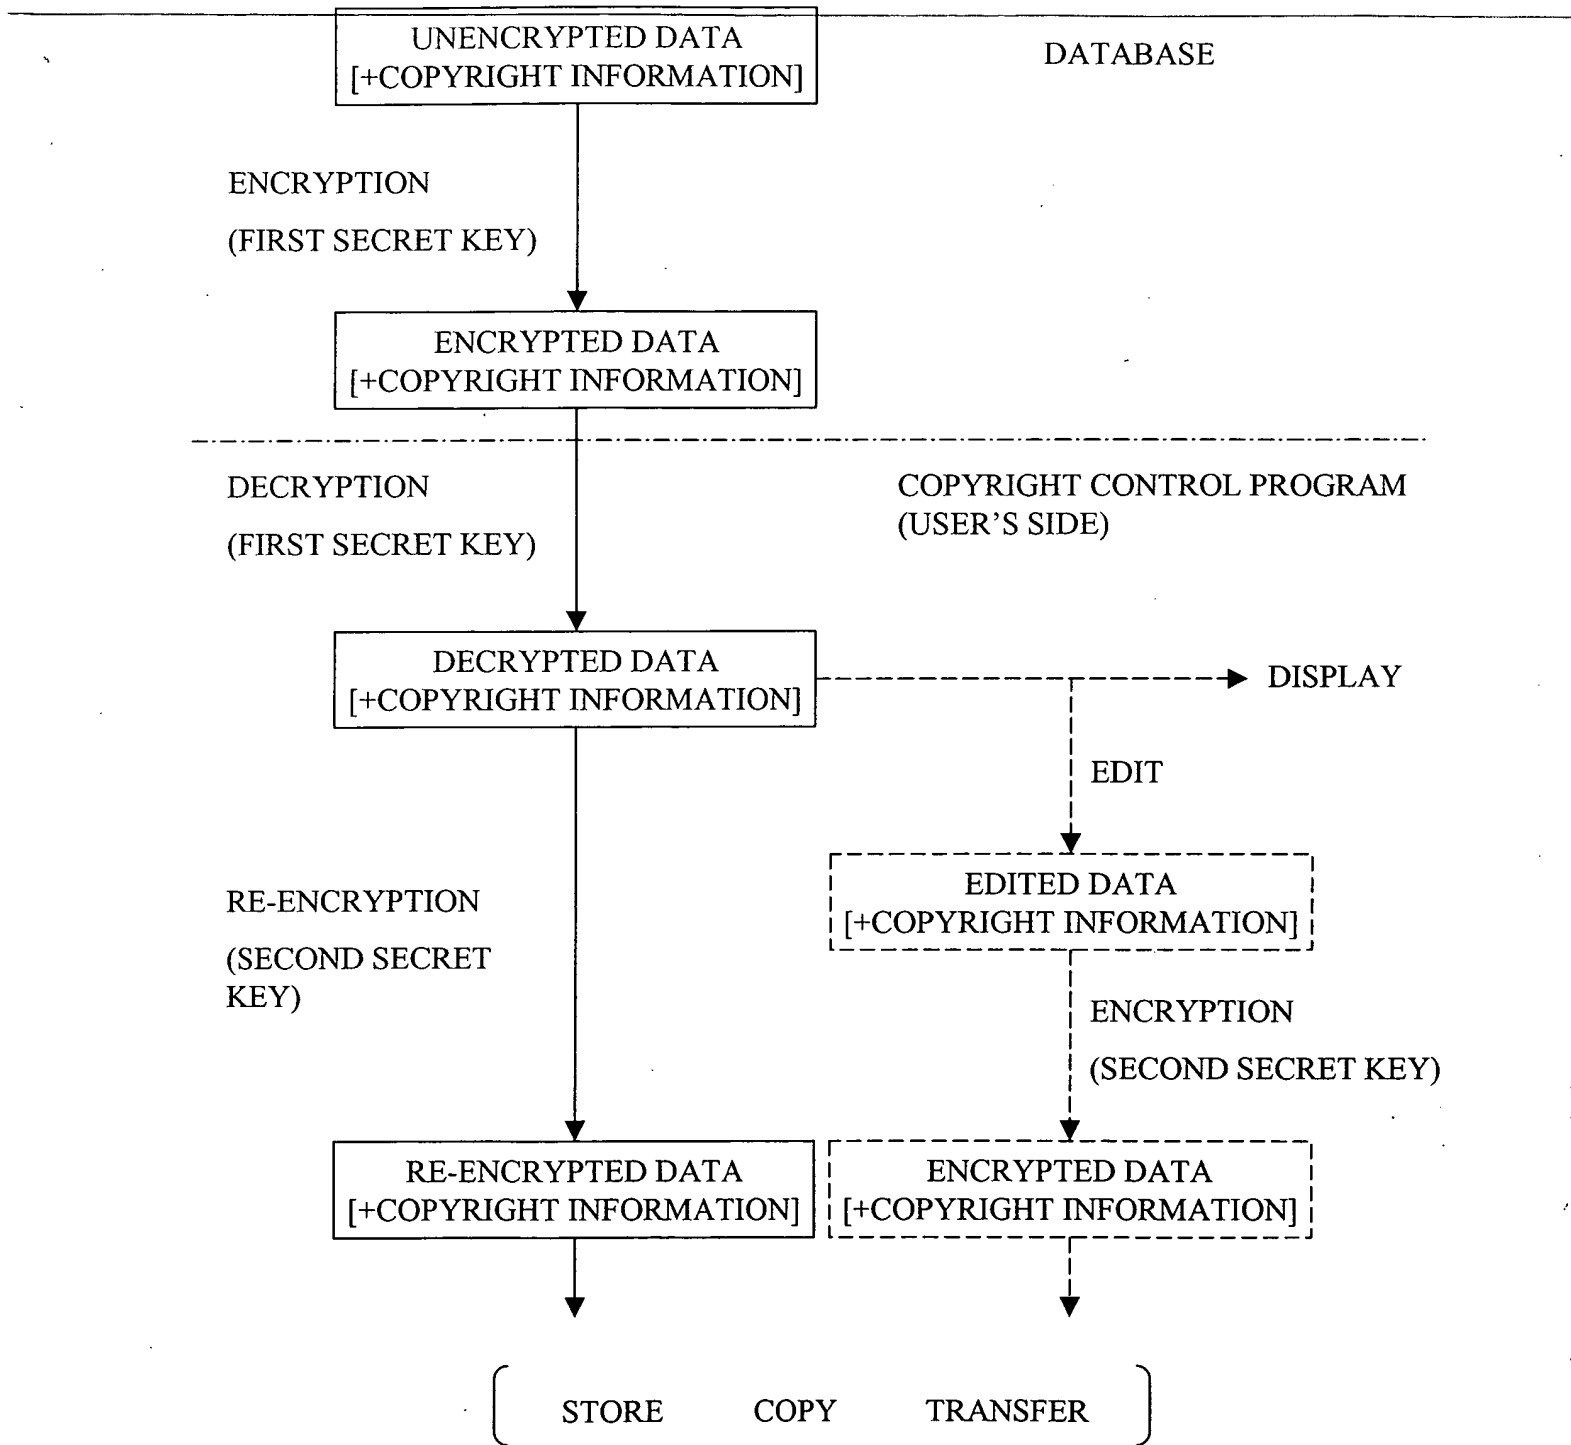 UNENCRYPTED DATA
[+COPYRIGHT INFORMATION]
DATABASE
ENCRYPTION
(FIRST SECRET KEY)
ENCRYPTED DATA
[+COPYRIGHT INFORMATION]
DECRYPTION
(FIRST SECRET KEY)
COPYRIGHT CONTROL PROGRAM
(USER'S SIDE)
DECRYPTED DATA
[+COPYRIGHT INFORMATION]
DISPLAY
EDIT
EDITED DATA
[+COPYRIGHT INFORMATION]
RE-ENCRYPTION
(SECOND SECRET
KEY)
ENCRYPTION
(SECOND SECRET KEY)
RE-ENCRYPTED DATA
[+COPYRIGHT INFORMATION]
ENCRYPTED DATA
[+COPYRIGHT INFORMATION]
STORE COPY TRANSFER